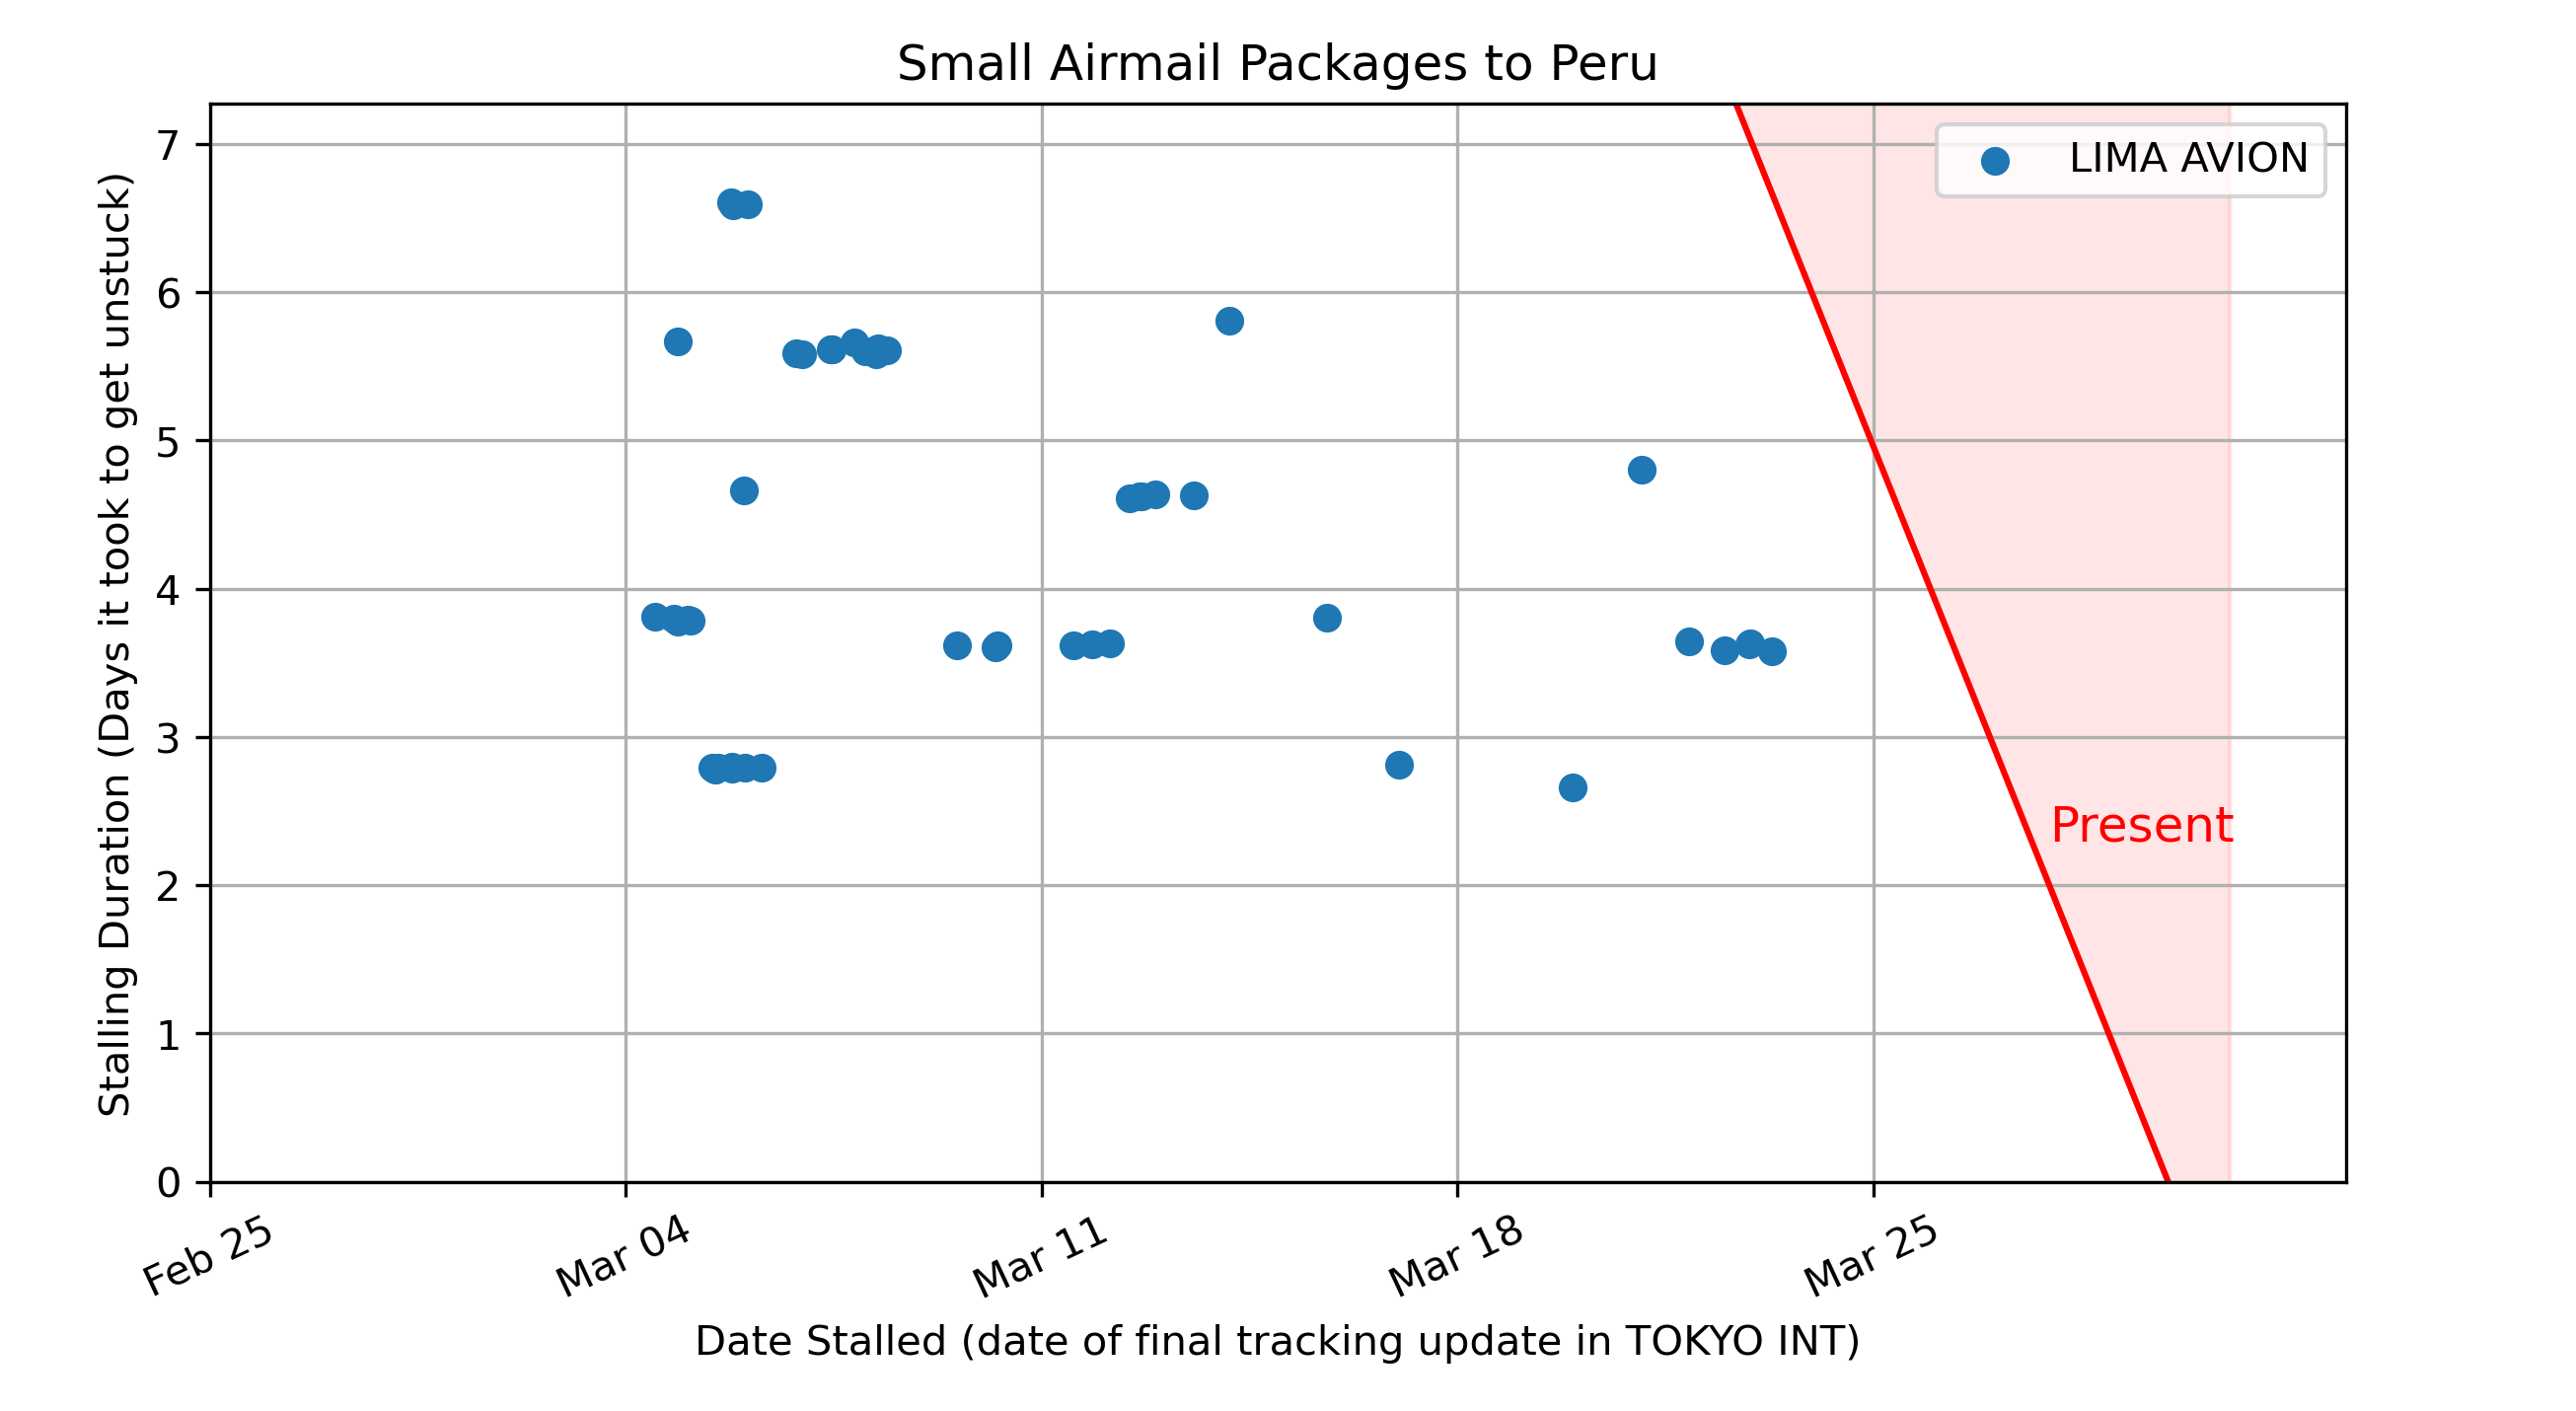 Small Airmail Packages to Peru
LIMA AVION
Stalling Duration (Days it took to get unstuck)
7
6
5
4
3
2
1
0
Present
Feb 25
Mar 04
Mar 11
Mar 18
Mar 25
Date Stalled (date of final tracking update in TOKYO INT)